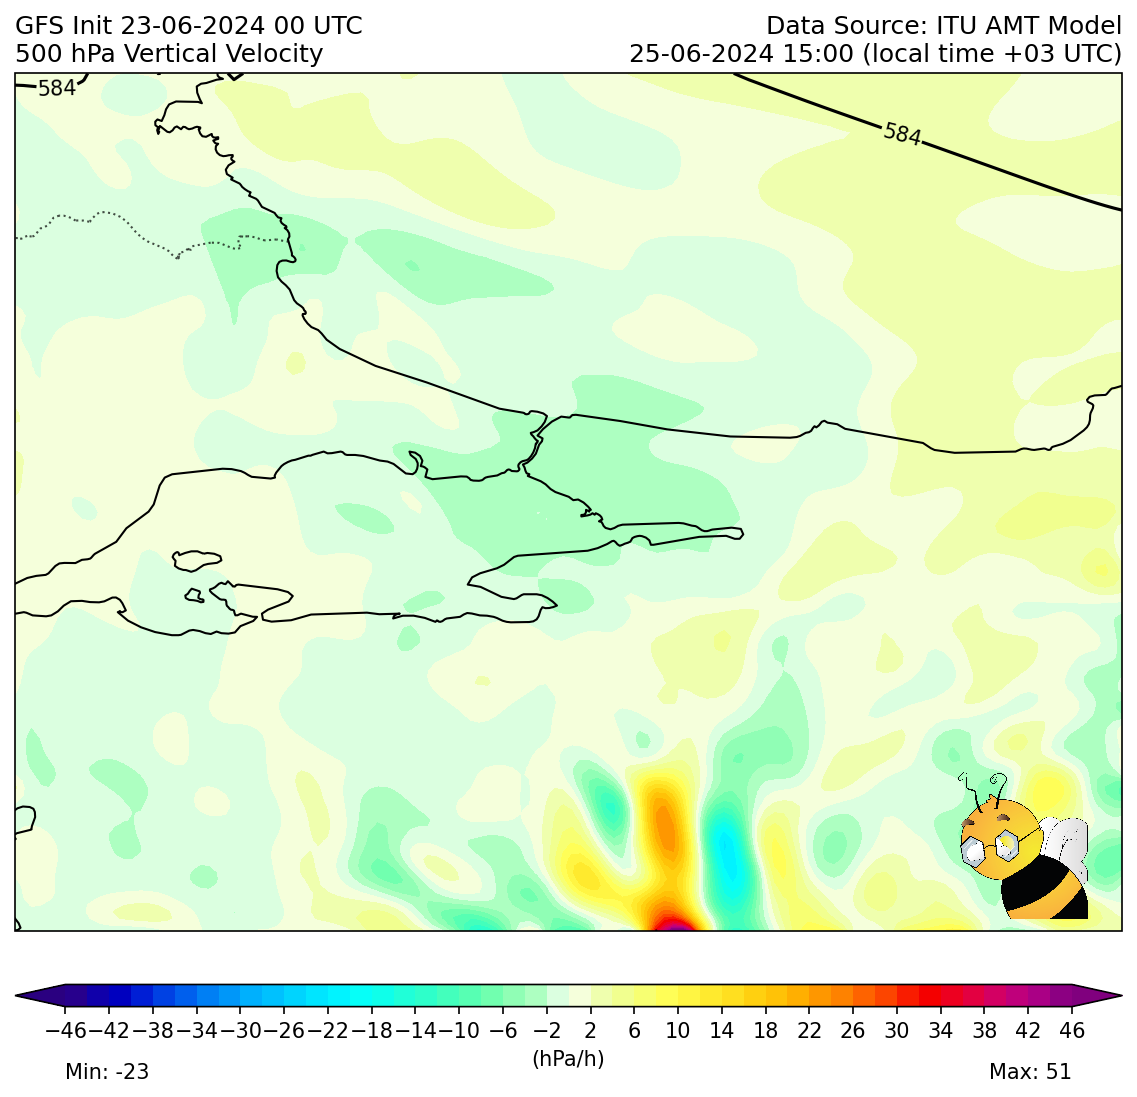 GFS Init 23-06-2024 00 UTC
Data Source: ITU AMT Model
500 hPa Vertical Velocity
25-06-2024 15:00 (local time +03 UTC)
584
584
−46 −42 −38 −34 −30 −26 −22 −18 −14 −10 −6 −2 2 6 10 14 18 22 26 30 34 38 42 46
(hPa/h)
Min: -23
Max: 51